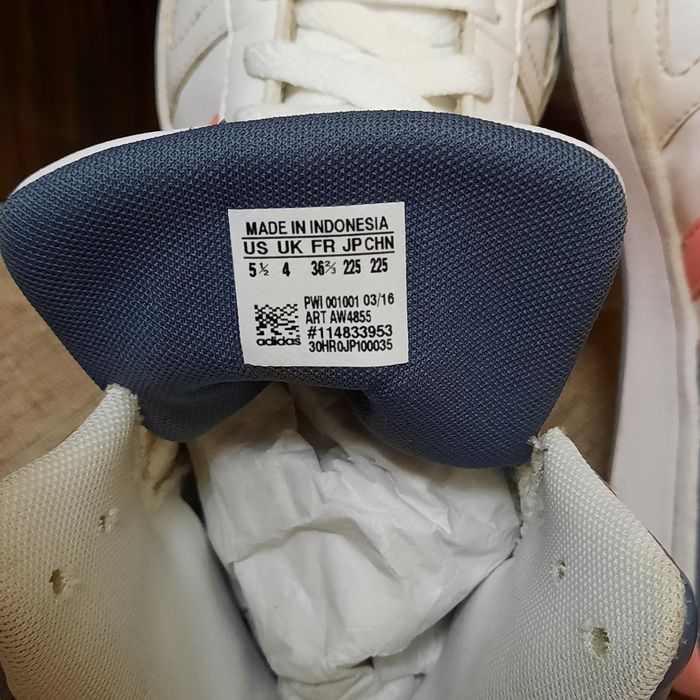 MADE IN INDONESIA
US UK FR JP CHN
5½ 4 36⅔ 225 225
PWI 001001 03/16
ART AW4855
#114833953
adidas 30HR0JP100035